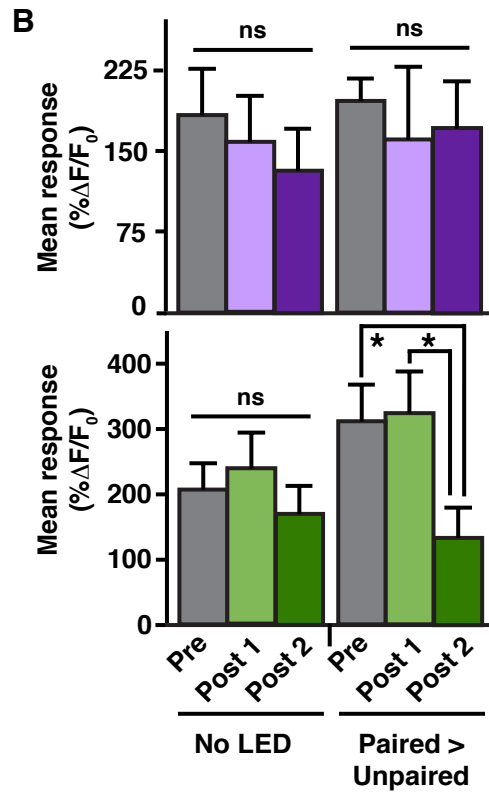 B
ns
ns
225
150
75
0
Mean response
(%ΔF/F0)
*
*
ns
400
300
200
100
0
Mean response
(%ΔF/F0)
Pre
Post 1
Post 2
Pre
Post 1
Post 2
No LED
Paired >
Unpaired